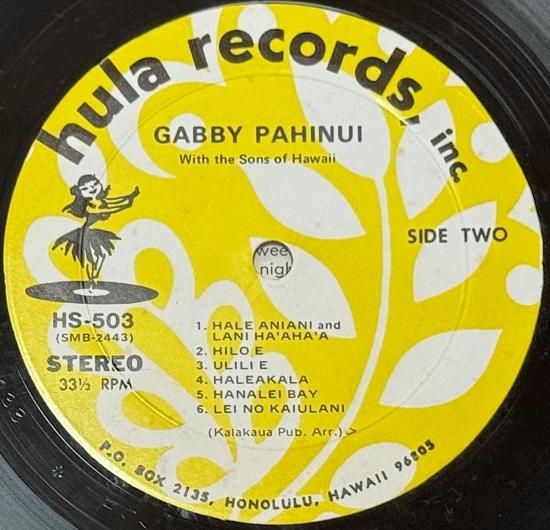 hula records, inc.
GABBY PAHINUI
With the Sons of Hawaii
SIDE TWO
wee
nigh
HS-503
(SMB-2443)
STEREO
33⅓ RPM
1. HALE ANIANI and
LANI HA'AHA'A
2. HILO E
3. ULILI E
4. HALEAKALA
5. HANALEI BAY
6. LEI NO KAIULANI
(Kalakaua Pub. Arr.)
P.O. BOX 2135, HONOLULU, HAWAII 96805